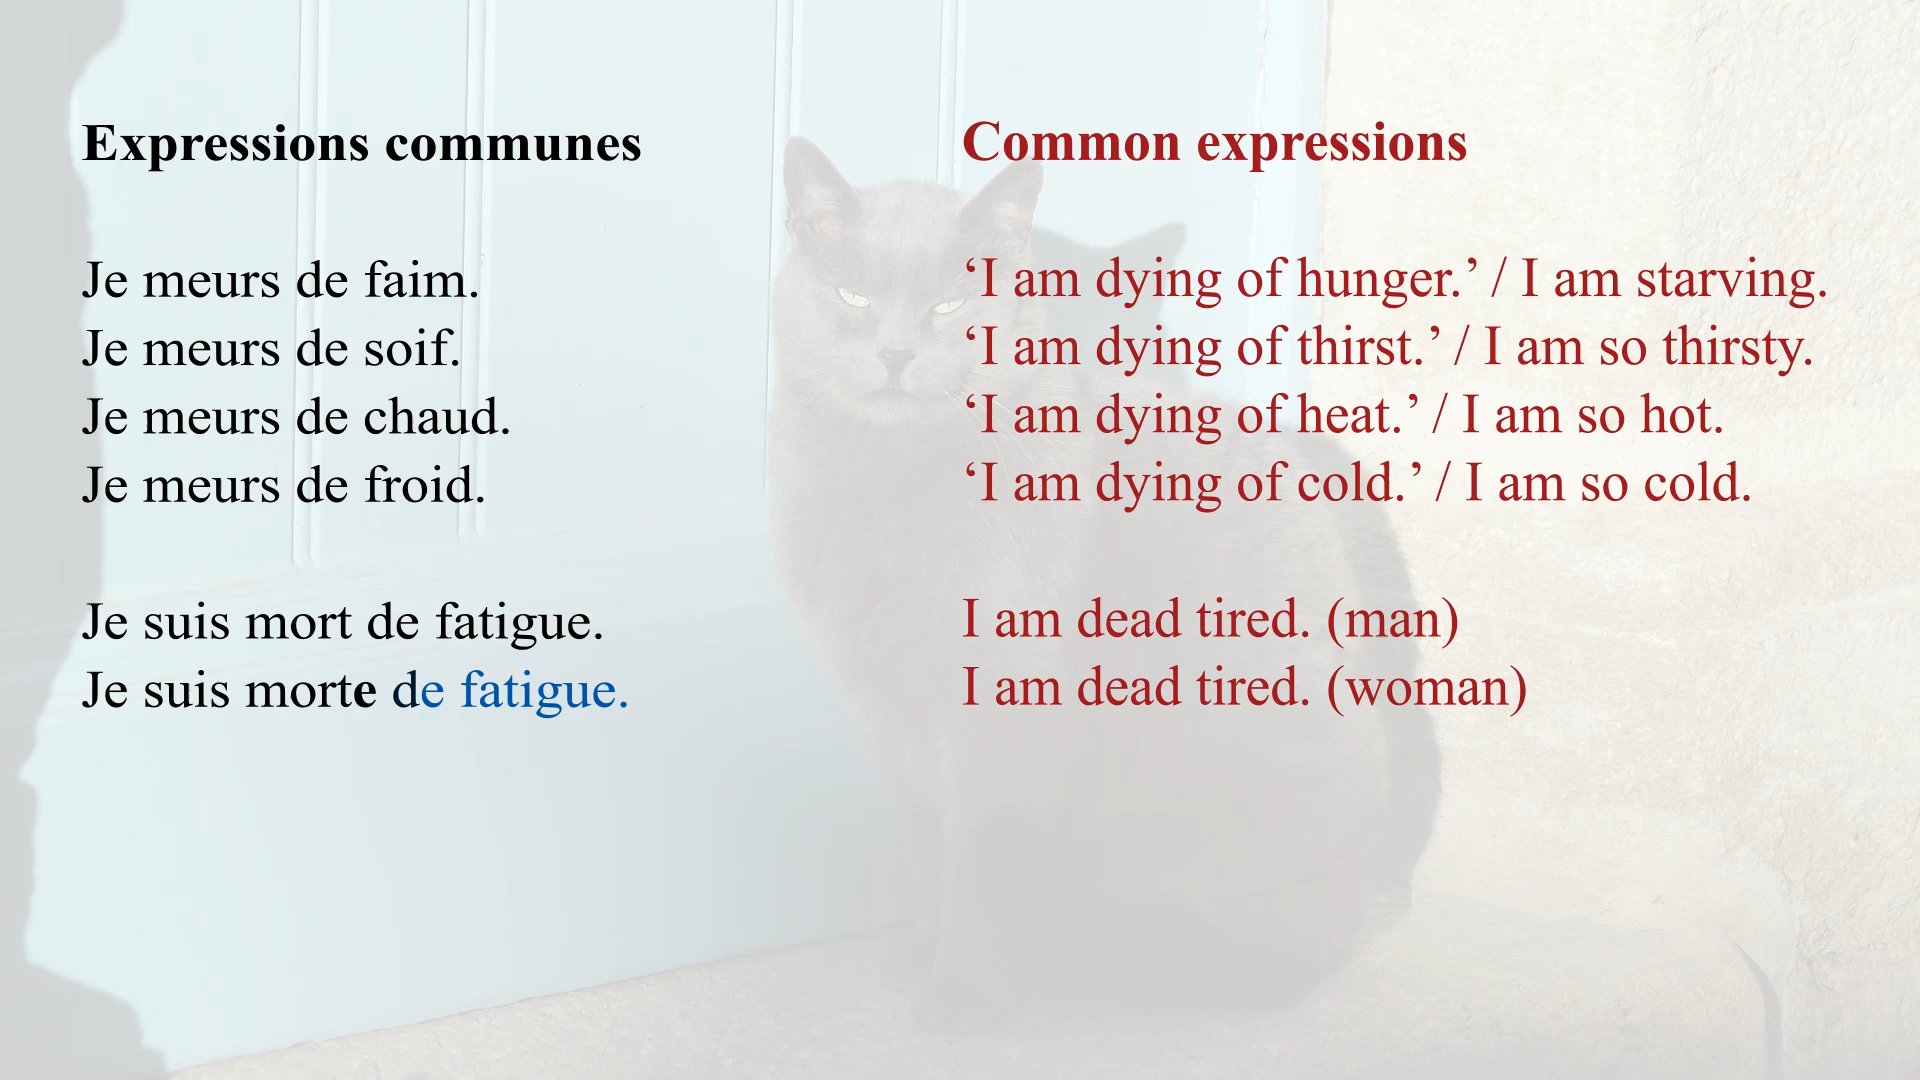 Expressions communes
Je meurs de faim.
Je meurs de soif.
Je meurs de chaud.
Je meurs de froid.
Je suis mort de fatigue.
Je suis morte de fatigue.
Common expressions
‘I am dying of hunger.’ / I am starving.
‘I am dying of thirst.’ / I am so thirsty.
‘I am dying of heat.’ / I am so hot.
‘I am dying of cold.’ / I am so cold.
I am dead tired. (man)
I am dead tired. (woman)